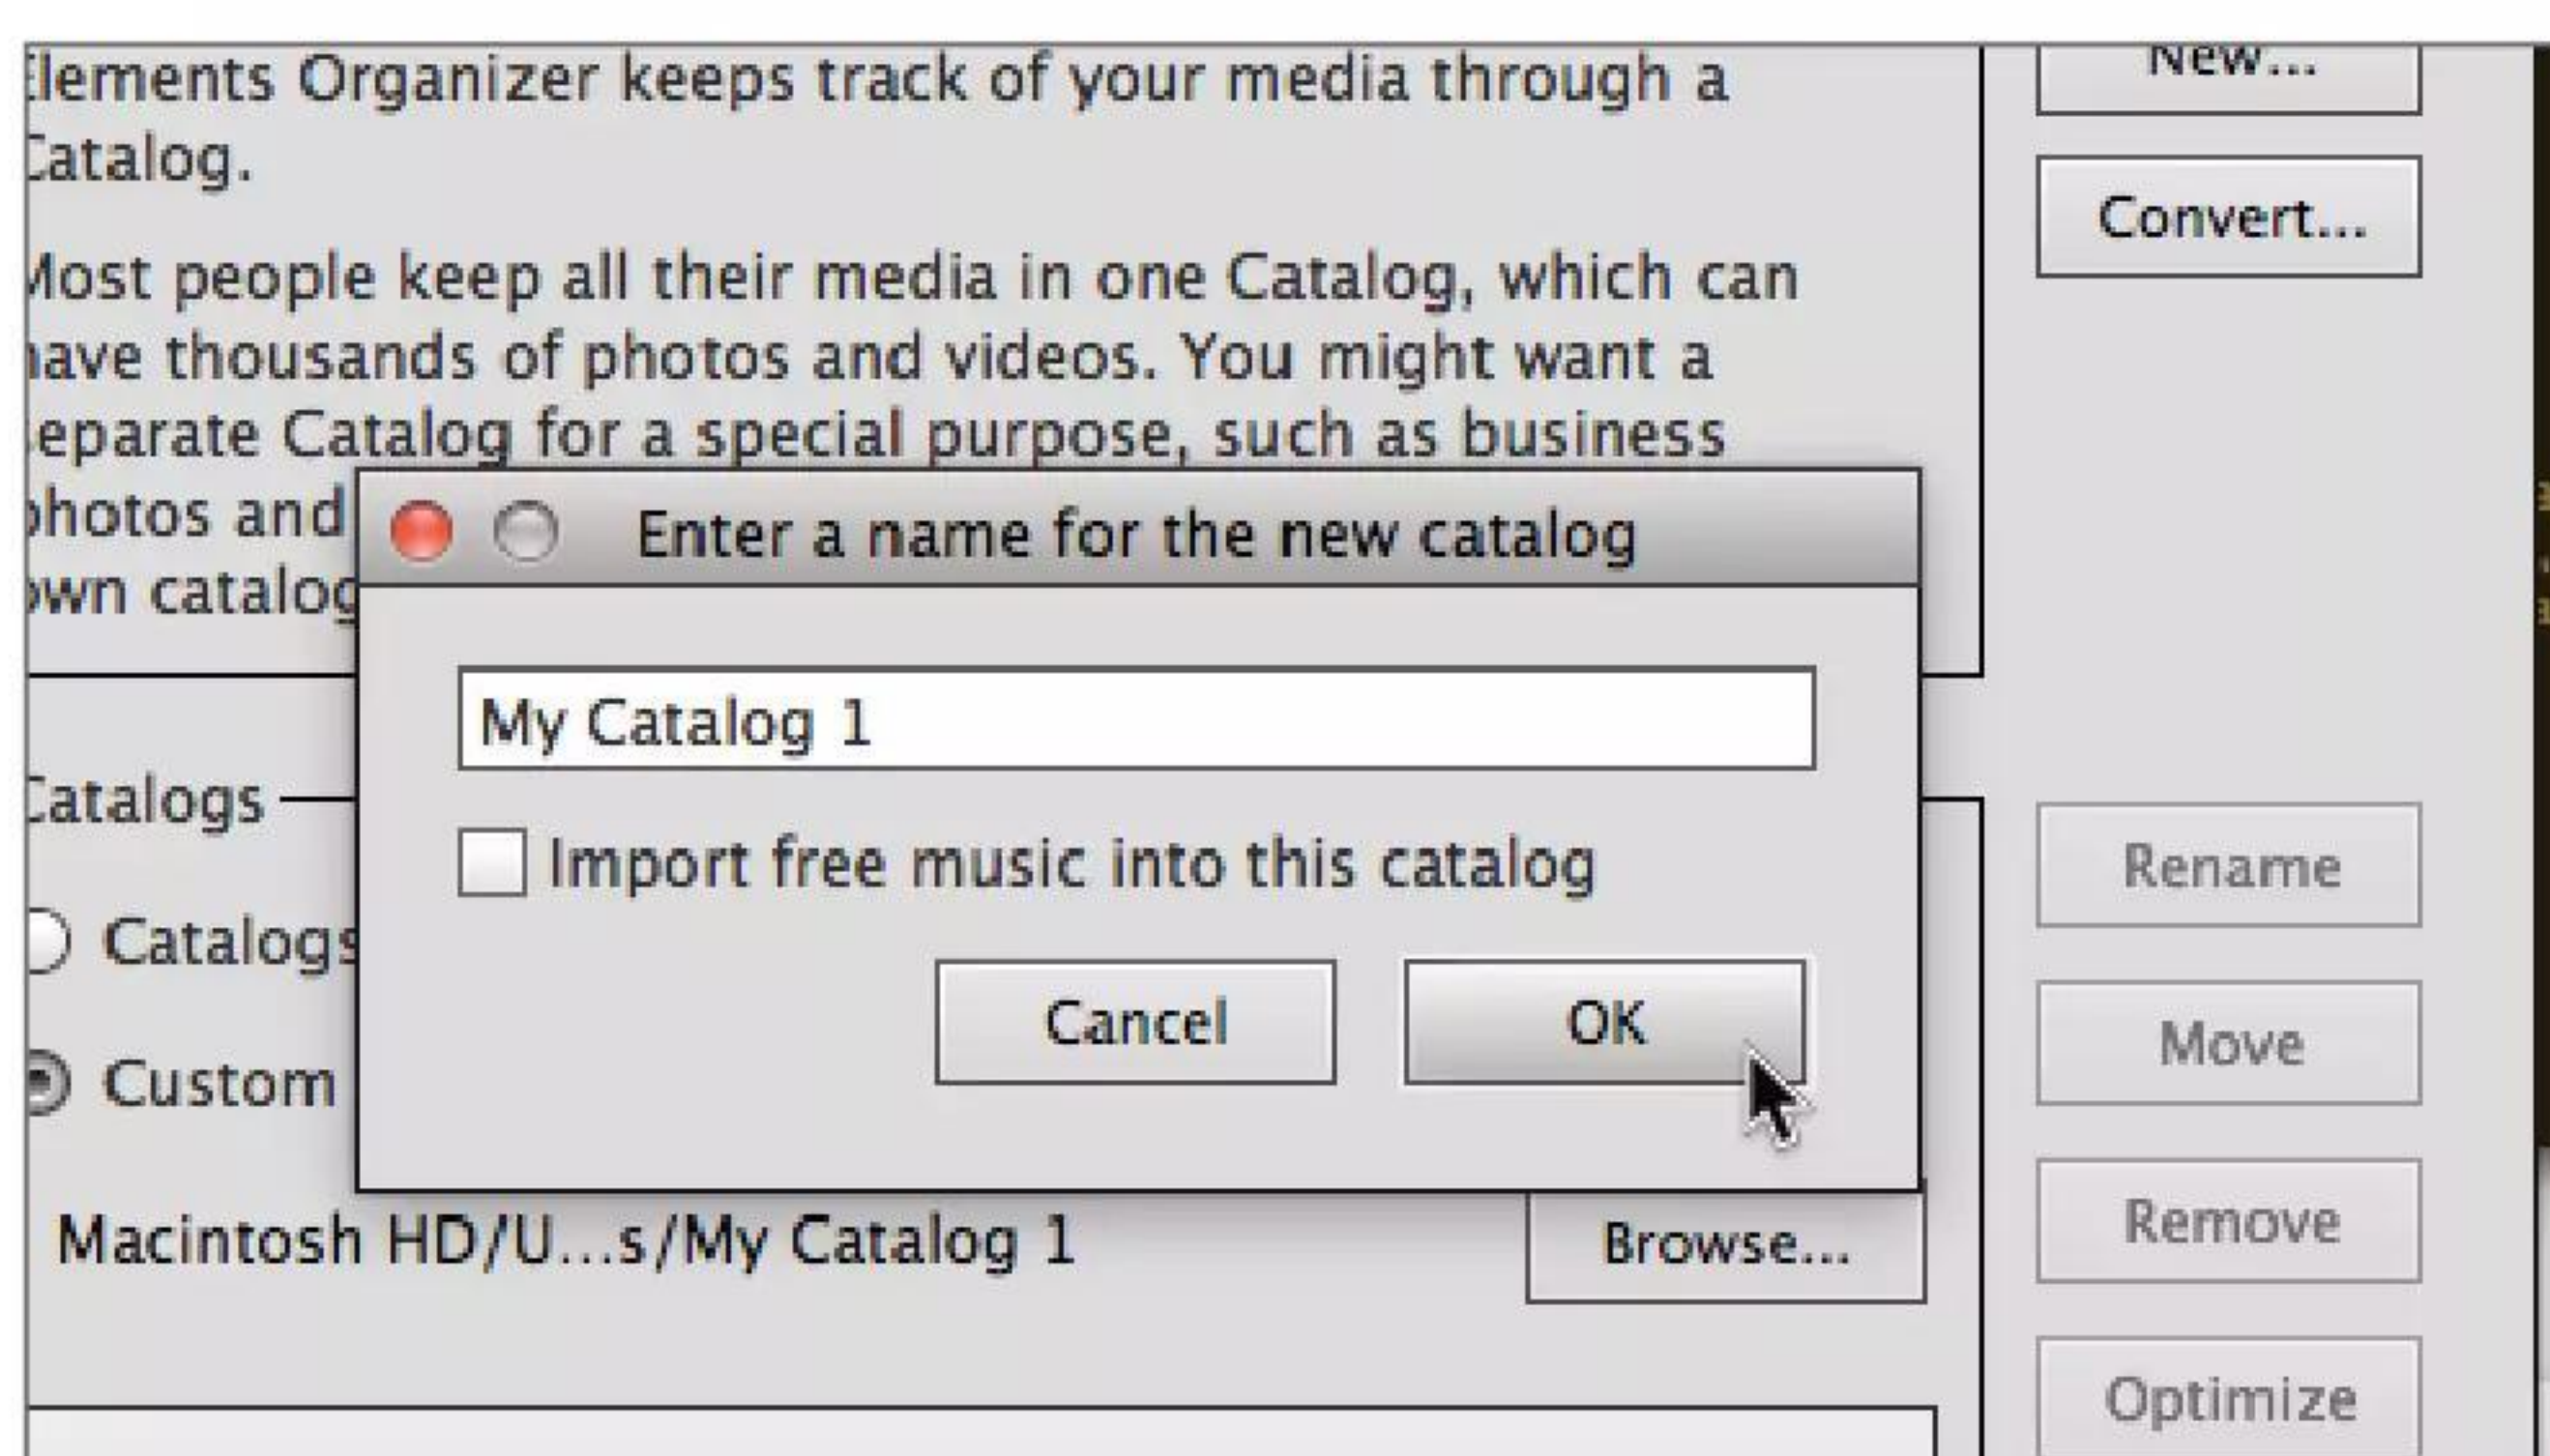 Elements Organizer keeps track of your media through a
Catalog.
Most people keep all their media in one Catalog, which can
have thousands of photos and videos. You might want a
separate Catalog for a special purpose, such as business
photos and
own catalog
New...
Convert...
Enter a name for the new catalog
My Catalog 1
Import free music into this catalog
Cancel
OK
Catalogs
Catalogs
Custom
Macintosh HD/U...s/My Catalog 1
Browse...
Rename
Move
Remove
Optimize